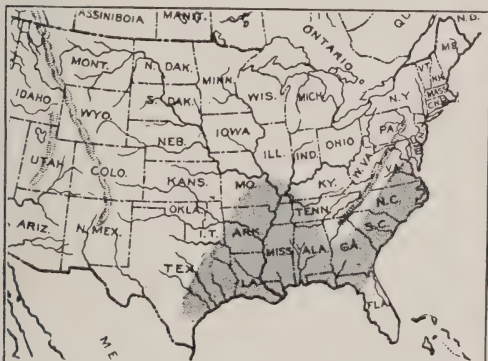 ASSINIBOIA
MANIT.
ONTARIO
QU
N.D.
ME.
MONT.
N. DAK.
MINN.
VT.
N.H.
MASS.
CN.
IDAHO
WYO.
S. DAK.
WIS.
MICH.
N.Y.
PA.
NEB.
IOWA
ILL.
IND.
OHIO
W.VA.
UTAH
COLO.
KANS.
MO.
KY.
VA.
ARIZ.
N. MEX.
OKLA.
I.T.
ARK.
TENN.
N.C.
S.C.
TEX.
LA.
MISS.
ALA.
GA.
FLA.
ME